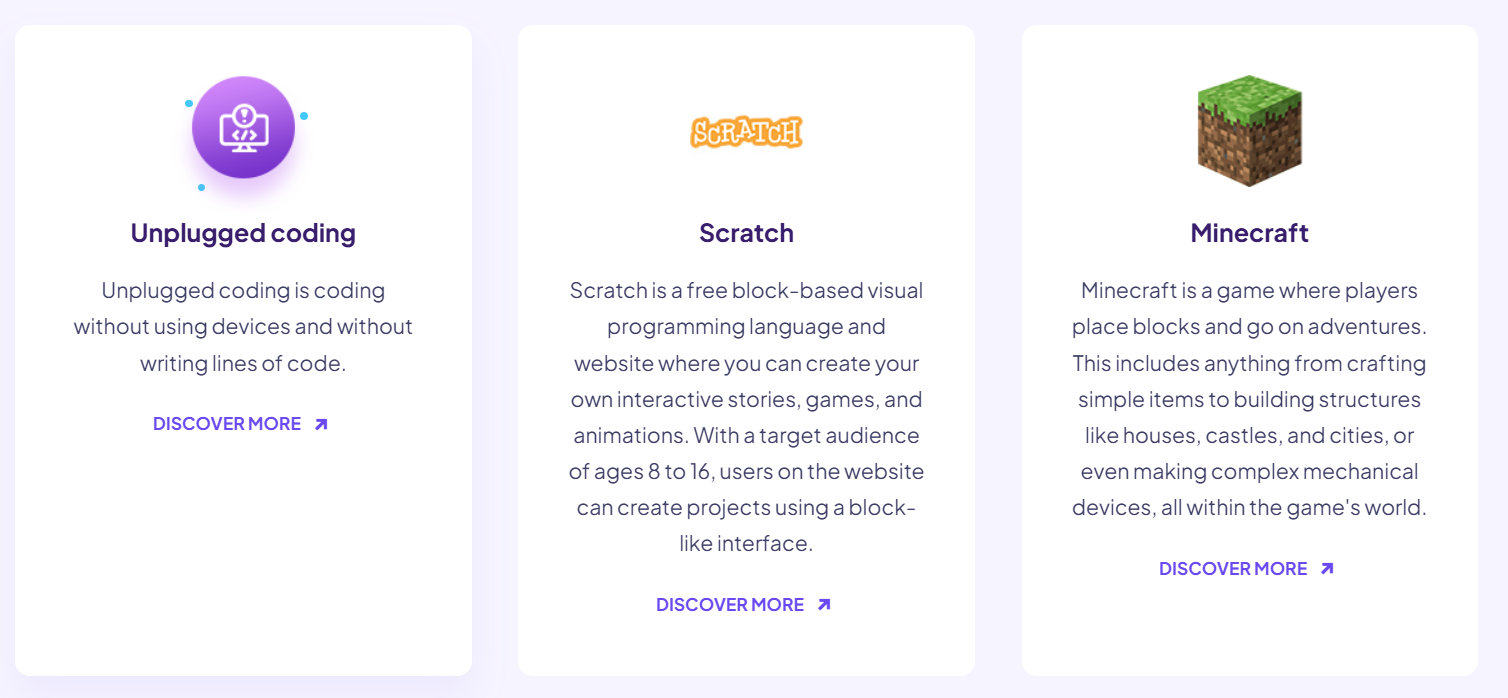 Unplugged coding
Unplugged coding is coding
without using devices and without
writing lines of code.
DISCOVER MORE
SCRATCH
Scratch
Scratch is a free block-based visual
programming language and
website where you can create your
own interactive stories, games, and
animations. With a target audience
of ages 8 to 16, users on the website
can create projects using a block-
like interface.
DISCOVER MORE
Minecraft
Minecraft is a game where players
place blocks and go on adventures.
This includes anything from crafting
simple items to building structures
like houses, castles, and cities, or
even making complex mechanical
devices, all within the game's world.
DISCOVER MORE